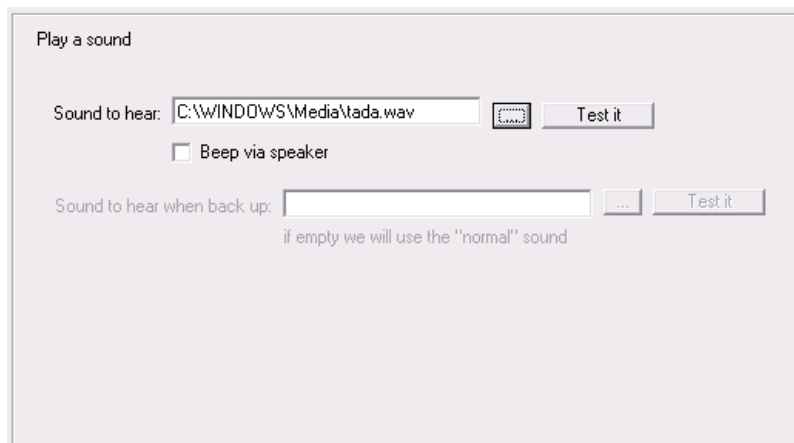 Play a sound
Sound to hear: C:\WINDOWS\Media\tada.wav ... Test it
Beep via speaker
Sound to hear when back up: ... Test it
if empty we will use the "normal" sound